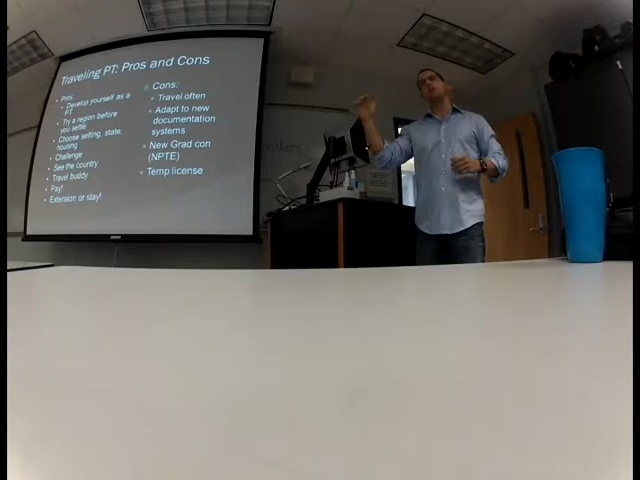 Traveling PT: Pros and Cons
Pros:
Develop yourself as a
PT
Try a region before
you settle
Choose setting, state,
housing
Challenge
See the country
Travel buddy
Pay!
Extension or stay!
Cons:
Travel often
Adapt to new
documentation
systems
New Grad con
(NPTE)
Temp license